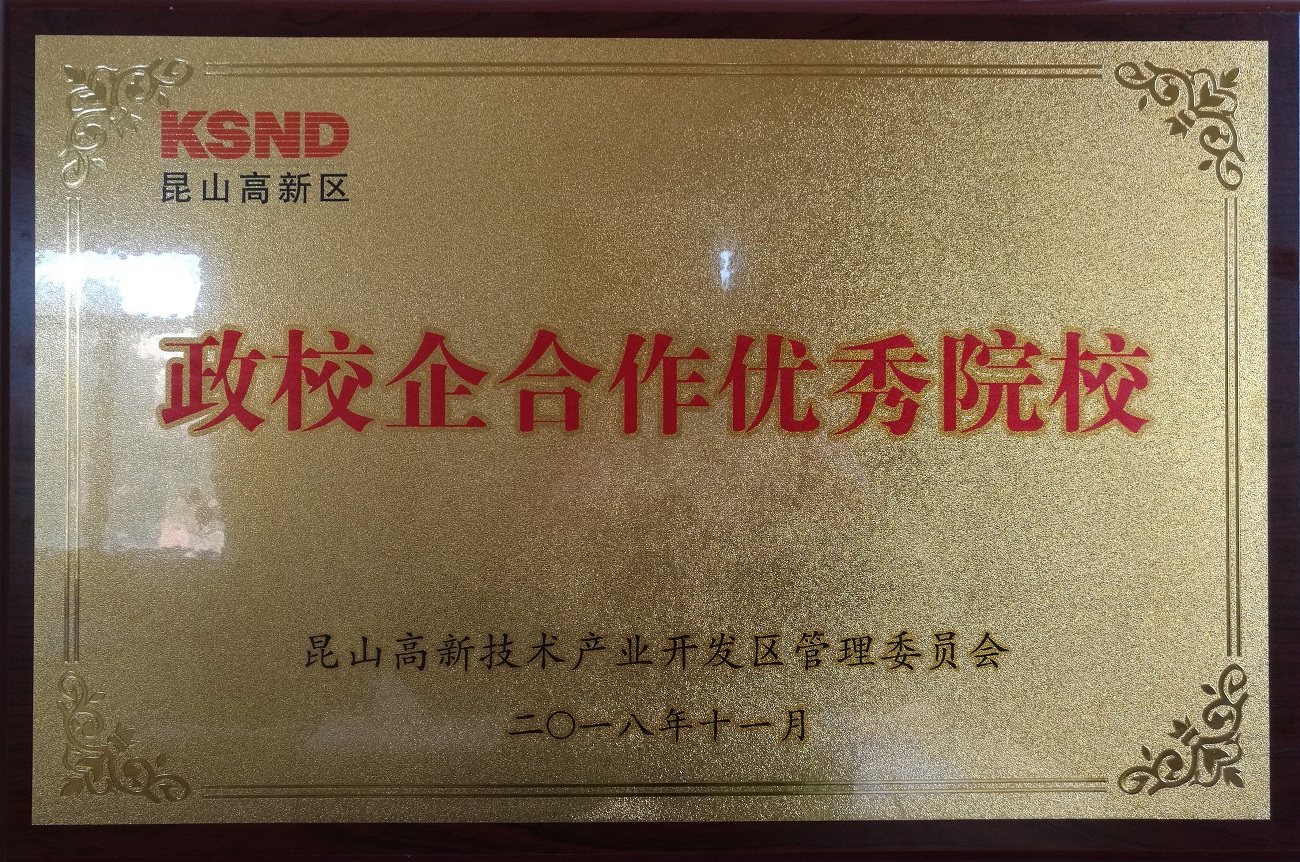 KSND
昆山高新区
政校企合作优秀院校
昆山高新技术产业开发区管理委员会
二〇一八年十一月